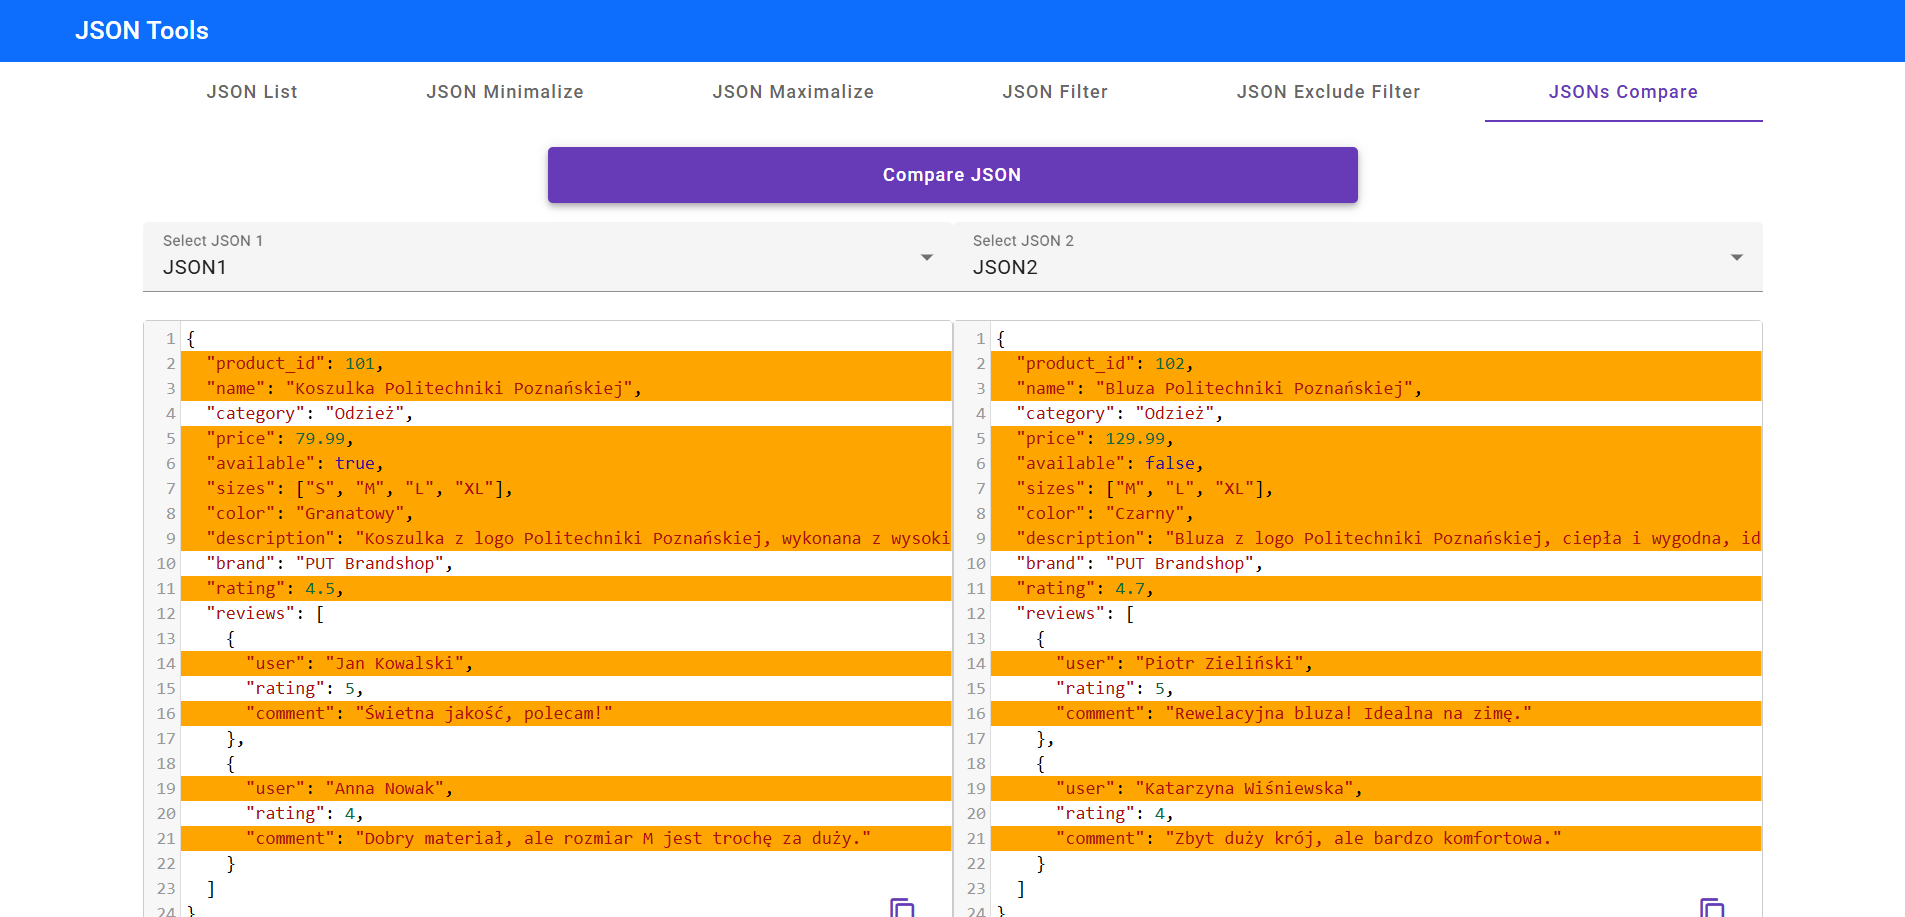 JSON Tools
JSON List
JSON Minimalize
JSON Maximalize
JSON Filter
JSON Exclude Filter
JSONs Compare
Compare JSON
Select JSON 1
JSON1
Select JSON 2
JSON2
1 {
2 "product_id": 101,
3 "name": "Koszulka Politechniki Poznańskiej",
4 "category": "Odzież",
5 "price": 79.99,
6 "available": true,
7 "sizes": ["S", "M", "L", "XL"],
8 "color": "Granatowy",
9 "description": "Koszulka z logo Politechniki Poznańskiej, wykonana z wysoki
10 "brand": "PUT Brandshop",
11 "rating": 4.5,
12 "reviews": [
13 {
14 "user": "Jan Kowalski",
15 "rating": 5,
16 "comment": "Świetna jakość, polecam!"
17 },
18 {
19 "user": "Anna Nowak",
20 "rating": 4,
21 "comment": "Dobry materiał, ale rozmiar M jest trochę za duży."
22 }
23 ]
24 }
1 {
2 "product_id": 102,
3 "name": "Bluza Politechniki Poznańskiej",
4 "category": "Odzież",
5 "price": 129.99,
6 "available": false,
7 "sizes": ["M", "L", "XL"],
8 "color": "Czarny",
9 "description": "Bluza z logo Politechniki Poznańskiej, ciepła i wygodna, id
10 "brand": "PUT Brandshop",
11 "rating": 4.7,
12 "reviews": [
13 {
14 "user": "Piotr Zieliński",
15 "rating": 5,
16 "comment": "Rewelacyjna bluza! Idealna na zimę."
17 },
18 {
19 "user": "Katarzyna Wiśniewska",
20 "rating": 4,
21 "comment": "Zbyt duży krój, ale bardzo komfortowa."
22 }
23 ]
24 }